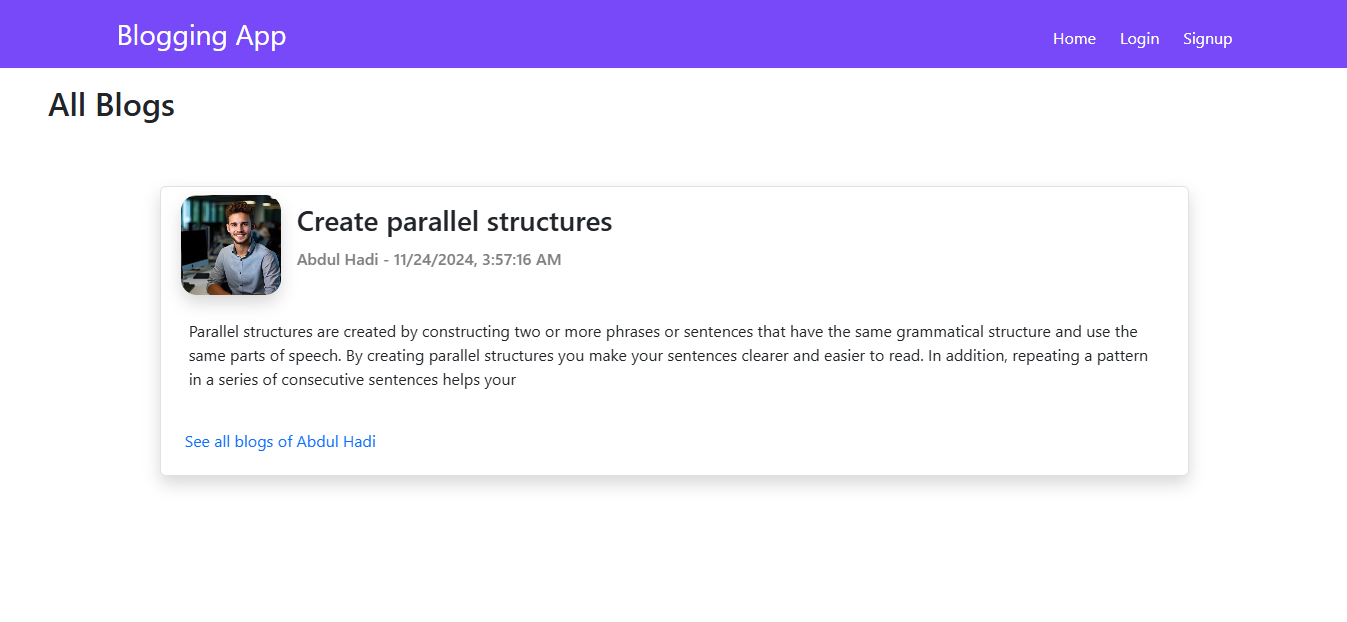 Blogging App
Home Login Signup
All Blogs
Create parallel structures
Abdul Hadi - 11/24/2024, 3:57:16 AM
Parallel structures are created by constructing two or more phrases or sentences that have the same grammatical structure and use the
same parts of speech. By creating parallel structures you make your sentences clearer and easier to read. In addition, repeating a pattern
in a series of consecutive sentences helps your
See all blogs of Abdul Hadi